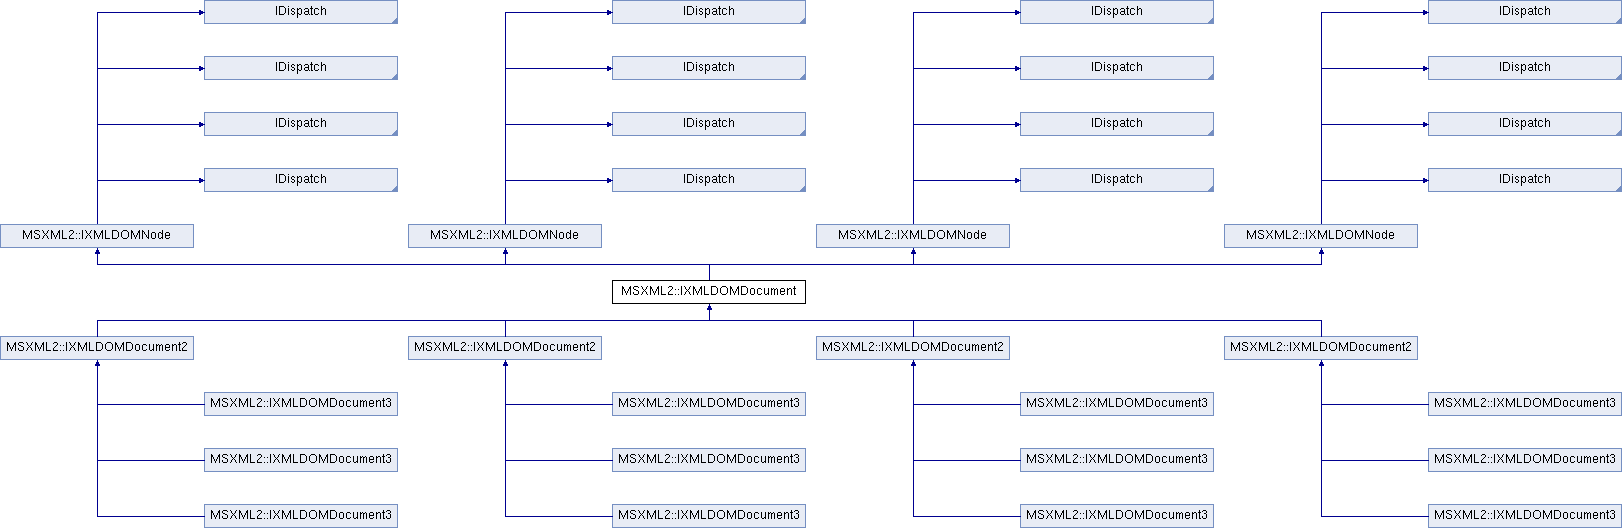 IDispatch IDispatch IDispatch IDispatch
IDispatch IDispatch IDispatch IDispatch
IDispatch IDispatch IDispatch IDispatch
IDispatch IDispatch IDispatch IDispatch
MSXML2::IXMLDOMNode MSXML2::IXMLDOMNode MSXML2::IXMLDOMNode MSXML2::IXMLDOMNode
MSXML2::IXMLDOMDocument
MSXML2::IXMLDOMDocument2 MSXML2::IXMLDOMDocument2 MSXML2::IXMLDOMDocument2 MSXML2::IXMLDOMDocument2
MSXML2::IXMLDOMDocument3 MSXML2::IXMLDOMDocument3 MSXML2::IXMLDOMDocument3 MSXML2::IXMLDOMDocument3
MSXML2::IXMLDOMDocument3 MSXML2::IXMLDOMDocument3 MSXML2::IXMLDOMDocument3 MSXML2::IXMLDOMDocument3
MSXML2::IXMLDOMDocument3 MSXML2::IXMLDOMDocument3 MSXML2::IXMLDOMDocument3 MSXML2::IXMLDOMDocument3